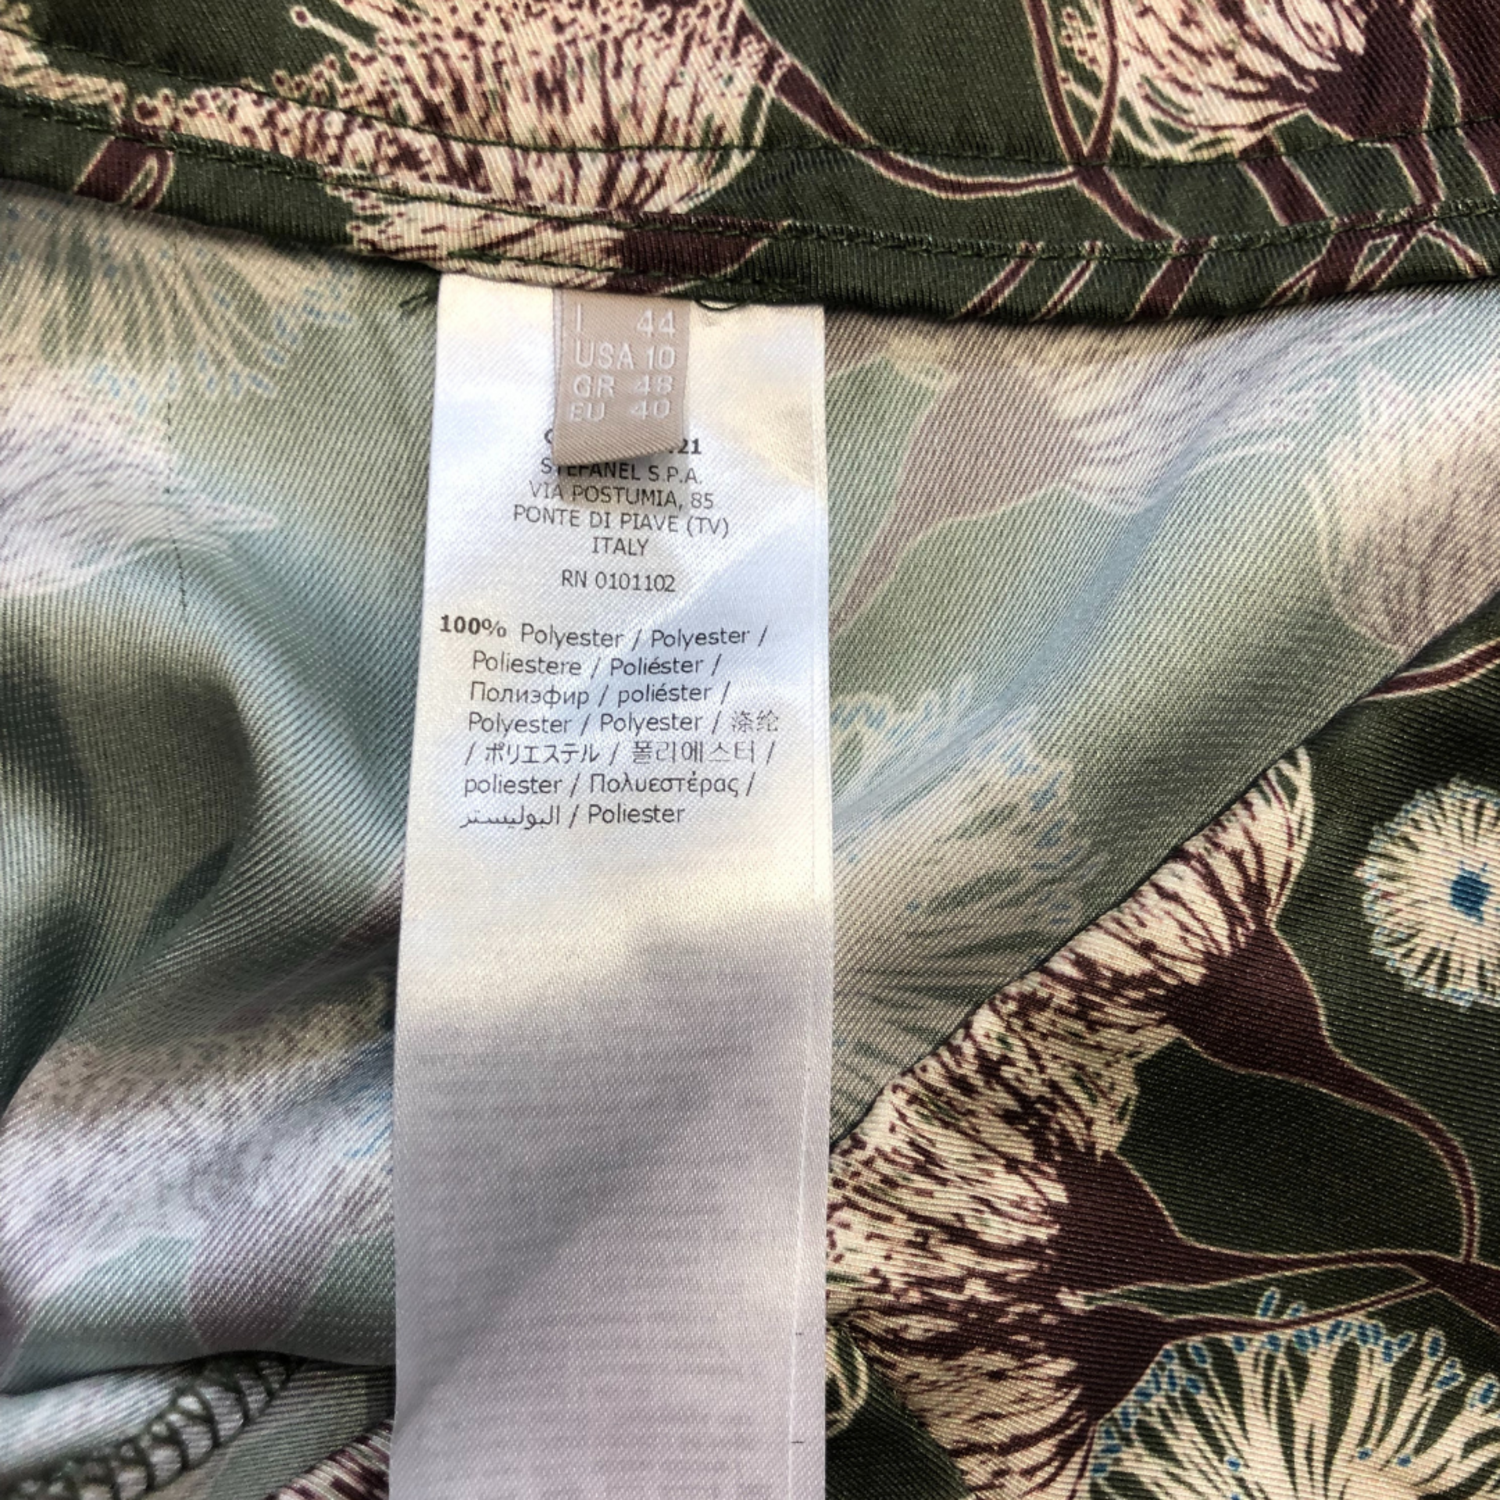 I 44
USA 10
GR 48
EU 40
21
STEFANEL S.P.A.
VIA POSTUMIA, 85
PONTE DI PIAVE (TV)
ITALY
RN 0101102
100% Polyester / Polyester /
Poliestere / Poliéster /
Полиэфир / poliéster /
Polyester / Polyester / 涤纶
/ ポリエステル / 폴리에스터 /
poliester / Πολυεστέρας /
البوليستر / Poliester